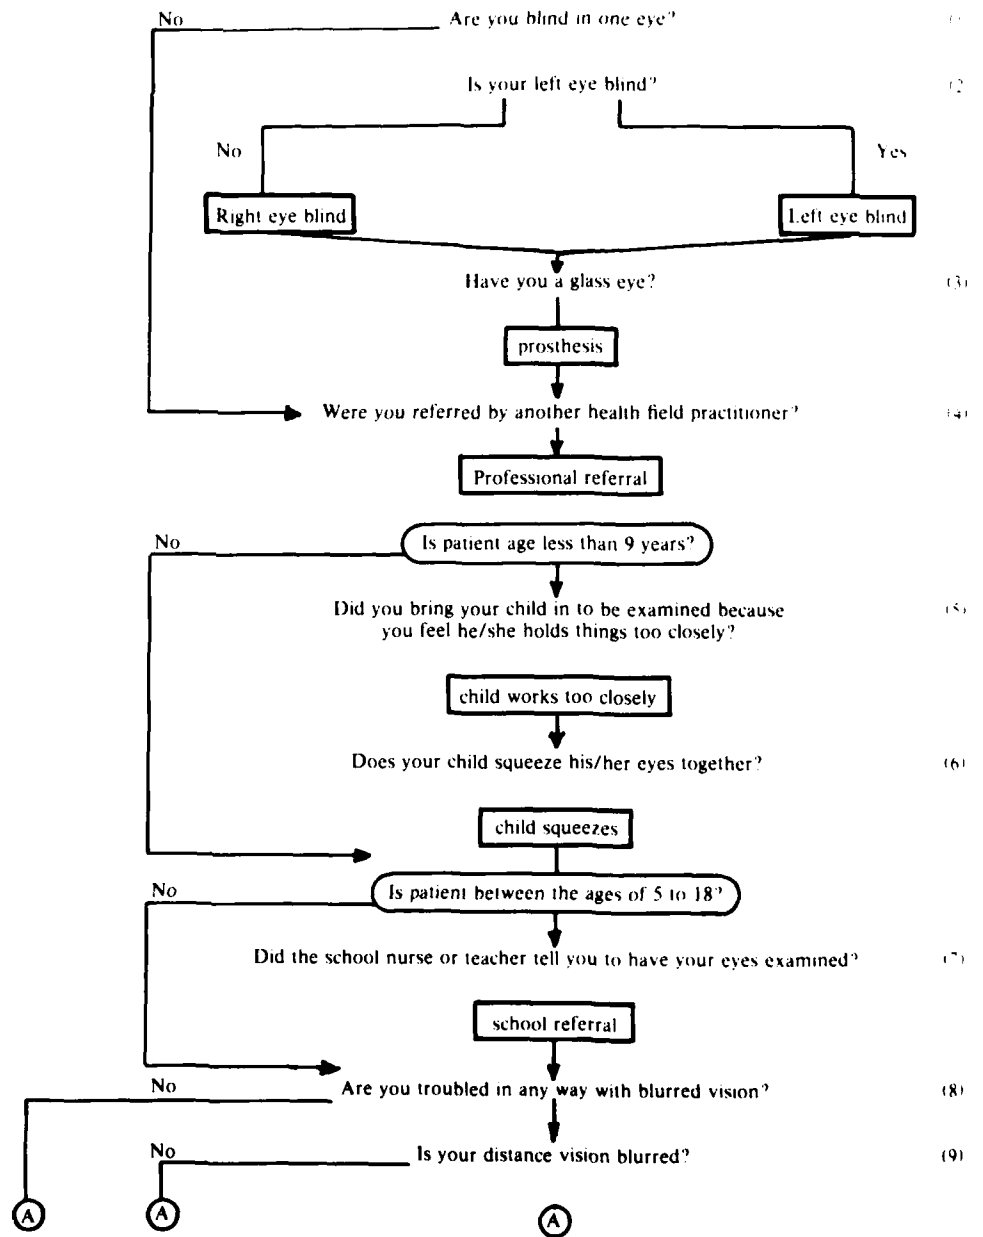 No
Are you blind in one eye?
Is your left eye blind?
(2
No
Yes
Right eye blind
Left eye blind
Have you a glass eye?
(3)
prosthesis
Were you referred by another health field practitioner?
(4)
Professional referral
No
Is patient age less than 9 years?
Did you bring your child in to be examined because
(5)
you feel he/she holds things too closely?
child works too closely
Does your child squeeze his/her eyes together?
(6)
child squeezes
No
Is patient between the ages of 5 to 18?
Did the school nurse or teacher tell you to have your eyes examined?
(7)
school referral
No
Are you troubled in any way with blurred vision?
(8)
No
Is your distance vision blurred?
(9)
A
A
A